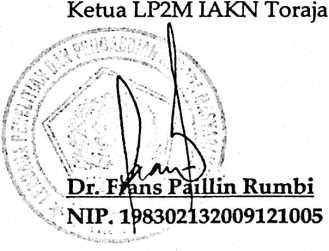 Ketua LP2M IAKN Toraja
Dr. Frans Paillin Rumbi
NIP. 198302132009121005